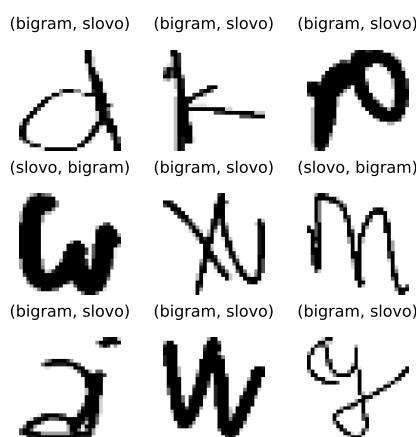 (bigram, slovo) (bigram, slovo) (bigram, slovo)
d k
(slovo, bigram) (bigram, slovo) (slovo, bigram)
w m
(bigram, slovo) (bigram, slovo) (bigram, slovo)
w y